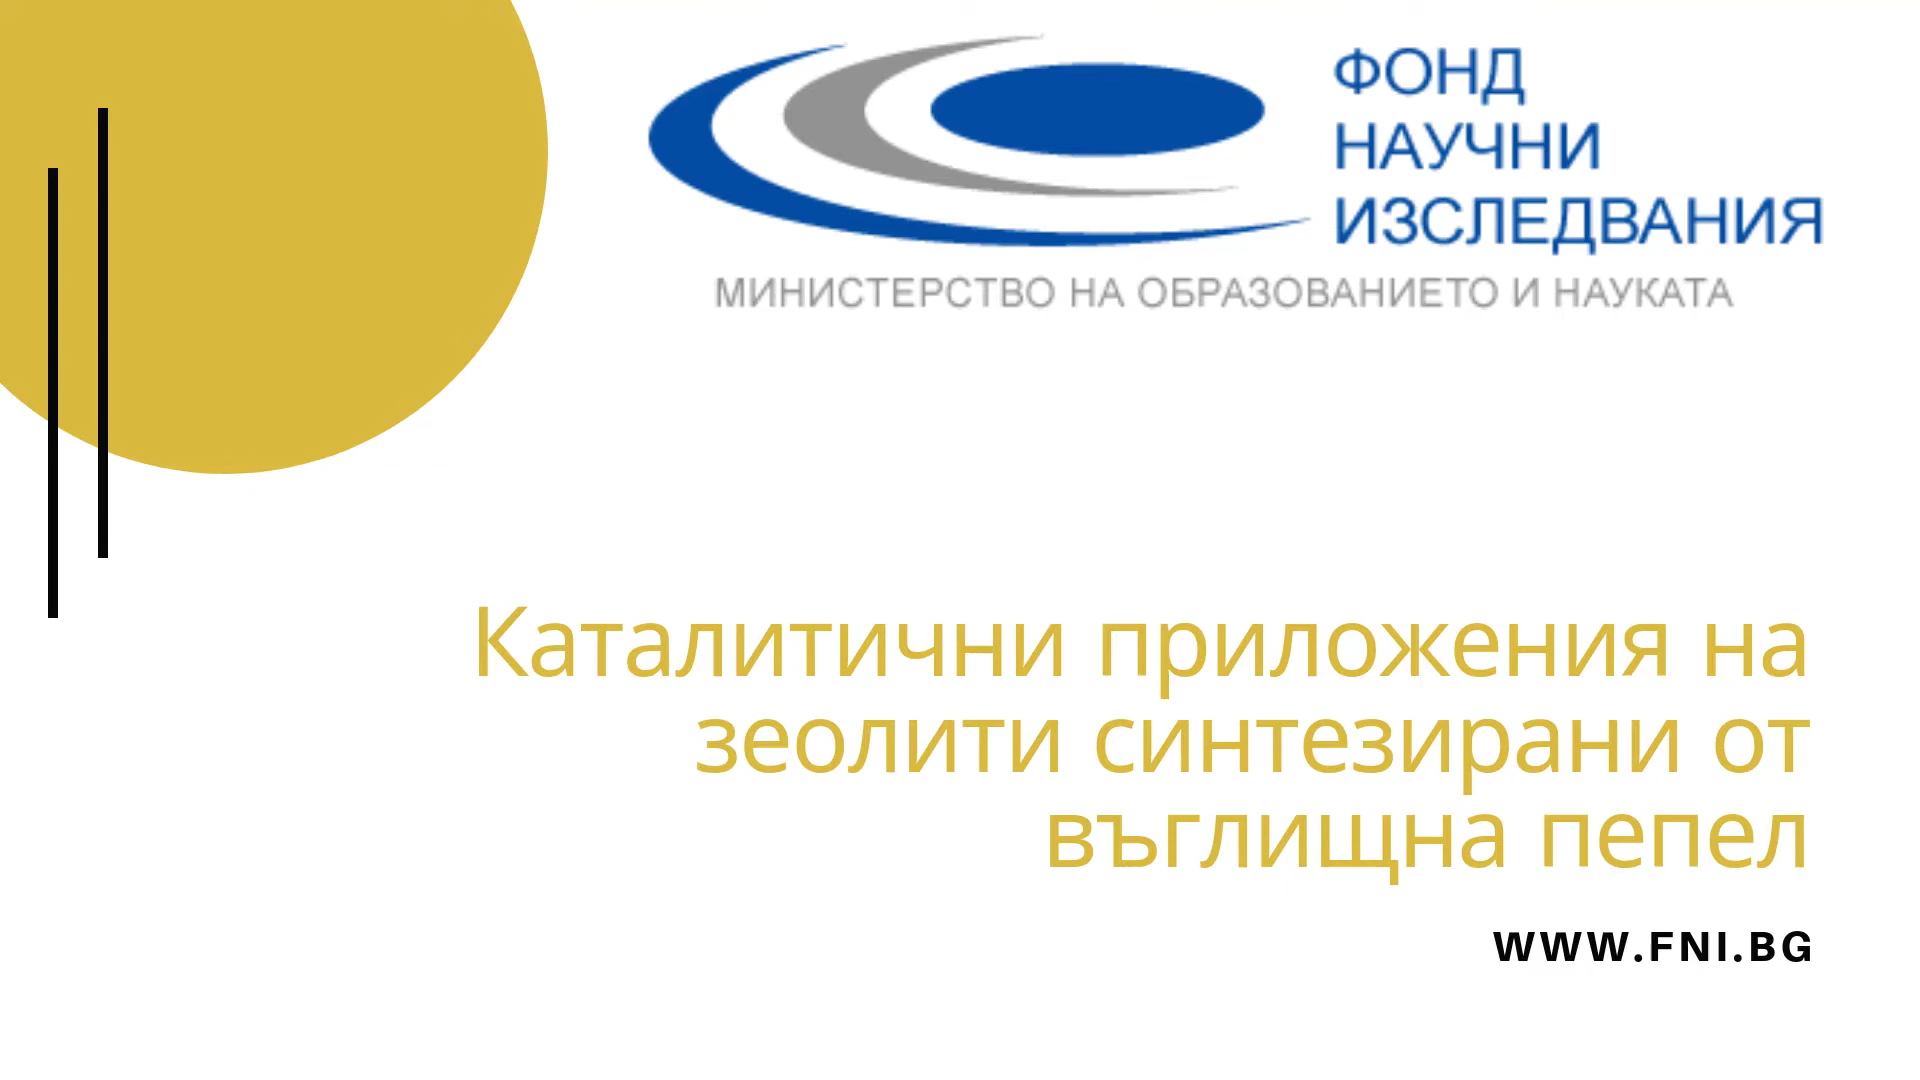 ФОНД
НАУЧНИ
ИЗСЛЕДВАНИЯ
МИНИСТЕРСТВО НА ОБРАЗОВАНИЕТО И НАУКАТА
Каталитични приложения на
зеолити синтезирани от
въглищна пепел
WWW.FNI.BG